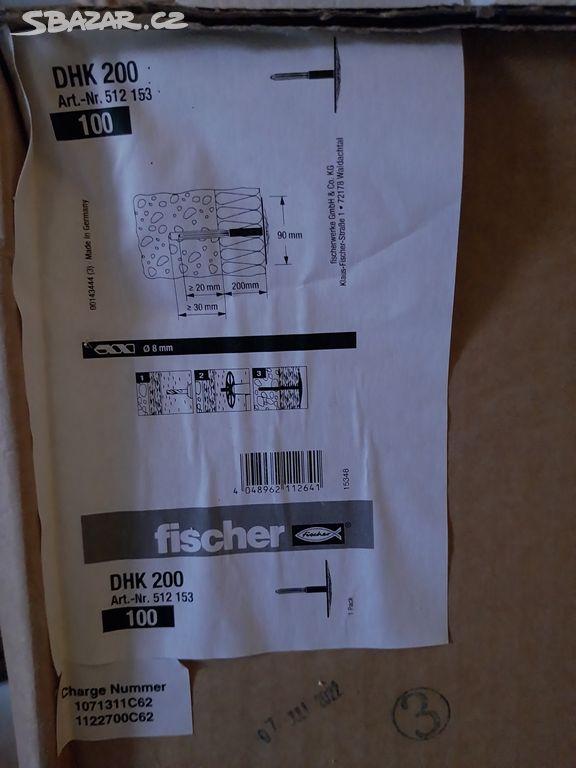 SBAZAR.CZ
DHK 200
Art.-Nr. 512 153
100
fischerwerke GmbH & Co. KG
Klaus-Fischer-Straße 1 • 72178 Waldachtal
90143444 (3) Made in Germany
90 mm
≥ 20 mm
200mm
≥ 30 mm
Ø 8 mm
1
2
3
4 048962 112641
15348
fischer
fischer
®
DHK 200
Art.-Nr. 512 153
100
1 Pack
Charge Nummer
1071311C62
1122700C62
3